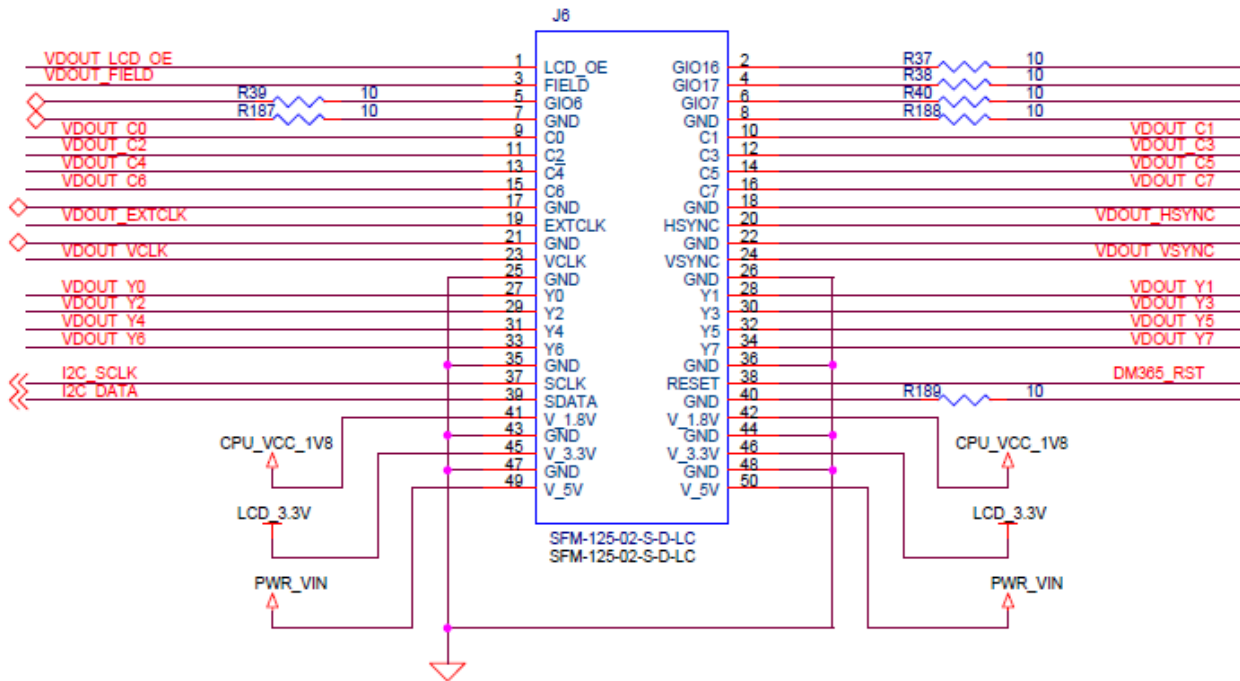 J6
VDOUT_LCD_OE 1 LCD_OE GIO16 2 R37 10
VDOUT_FIELD 3 FIELD GIO17 4 R38 10
R39 10 5 GIO6 GIO7 6 R40 10
R187 10 7 GND GND 8 R188 10
VDOUT_C0 9 C0 C1 10 VDOUT_C1
VDOUT_C2 11 C2 C3 12 VDOUT_C3
VDOUT_C4 13 C4 C5 14 VDOUT_C5
VDOUT_C6 15 C6 C7 16 VDOUT_C7
17 GND GND 18
VDOUT_EXTCLK 19 EXTCLK HSYNC 20 VDOUT_HSYNC
21 GND GND 22
VDOUT_VCLK 23 VCLK VSYNC 24 VDOUT_VSYNC
25 GND GND 26
VDOUT_Y0 27 Y0 Y1 28 VDOUT_Y1
VDOUT_Y2 29 Y2 Y3 30 VDOUT_Y3
VDOUT_Y4 31 Y4 Y5 32 VDOUT_Y5
VDOUT_Y6 33 Y6 Y7 34 VDOUT_Y7
35 GND GND 36
I2C_SCLK 37 SCLK RESET 38 DM365_RST
I2C_DATA 39 SDATA GND 40 R189 10
41 V_1.8V V_1.8V 42
CPU_VCC_1V8 43 GND GND 44 CPU_VCC_1V8
45 V_3.3V V_3.3V 46
47 GND GND 48
49 V_5V V_5V 50
LCD_3.3V LCD_3.3V
SFM-125-02-S-D-LC
SFM-125-02-S-D-LC
PWR_VIN PWR_VIN